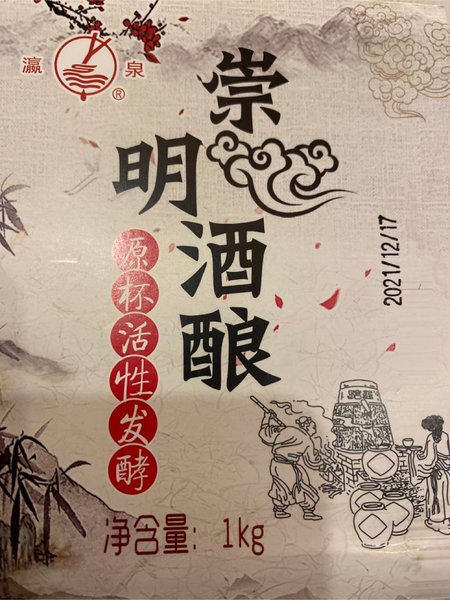 瀛泉
®
崇明酒酿
原杯活性发酵
2021/12/17
净含量: 1kg